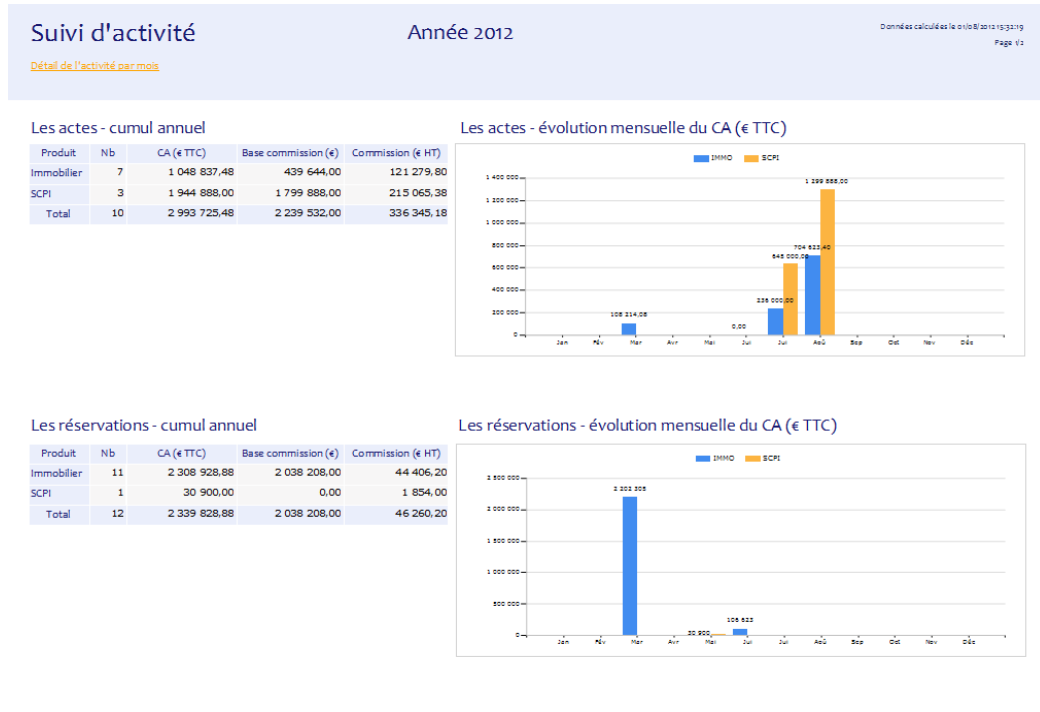 Suivi d'activité
Année 2012
Données calculées le 01/08/2012 15:32:19
Page 1/2
Détail de l'activité par mois
Les actes - cumul annuel
Produit Nb CA (€ TTC) Base commission (€) Commission (€ HT)
Immobilier 7 1 048 837,48 439 644,00 121 279,80
SCPI 3 1 944 888,00 1 799 888,00 215 065,38
Total 10 2 993 725,48 2 239 532,00 336 345,18
Les actes - évolution mensuelle du CA (€ TTC)
IMMO SCPI
1 400 000
1 200 000
1 000 000
800 000
600 000
400 000
200 000
0
108 214,08
0,00
236 000,00
645 000,00
704 623,40
1 299 888,00
Jan Fév Mar Avr Mai Jui Jui Aoû Sep Oct Nov Déc
Les réservations - cumul annuel
Produit Nb CA (€ TTC) Base commission (€) Commission (€ HT)
Immobilier 11 2 308 928,88 2 038 208,00 44 406,20
SCPI 1 30 900,00 0,00 1 854,00
Total 12 2 339 828,88 2 038 208,00 46 260,20
Les réservations - évolution mensuelle du CA (€ TTC)
IMMO SCPI
2 500 000
2 000 000
1 500 000
1 000 000
500 000
0
2 202 305
30 900
106 623
Jan Fév Mar Avr Mai Jui Jui Aoû Sep Oct Nov Déc